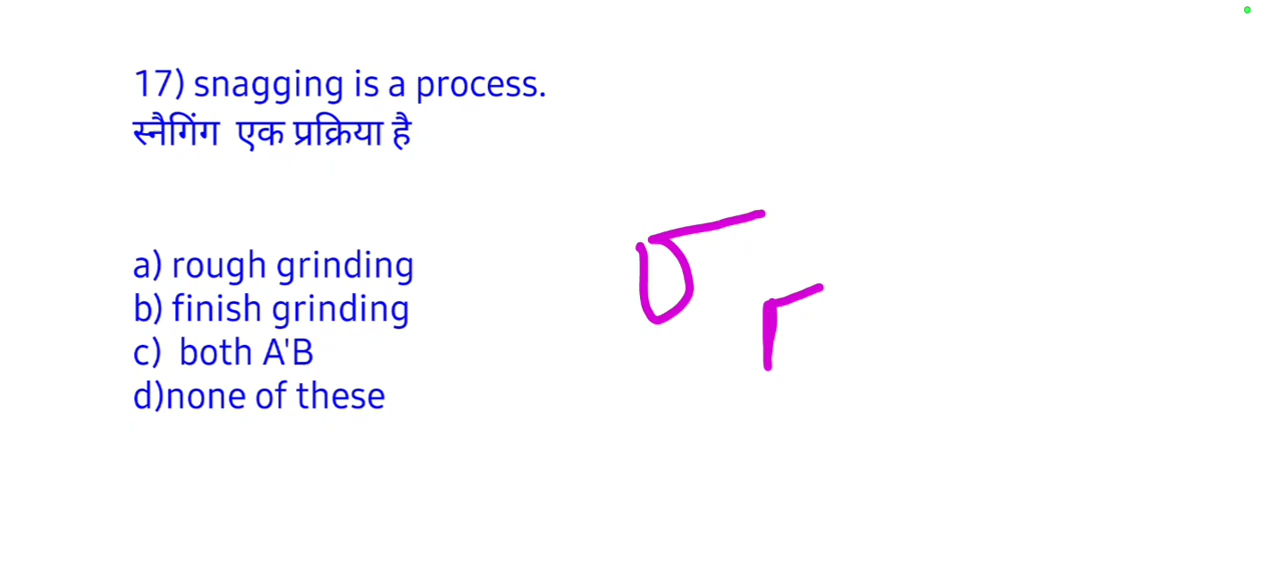 17) snagging is a process.
स्नैगिंग एक प्रक्रिया है
a) rough grinding
b) finish grinding
c) both A'B
d)none of these